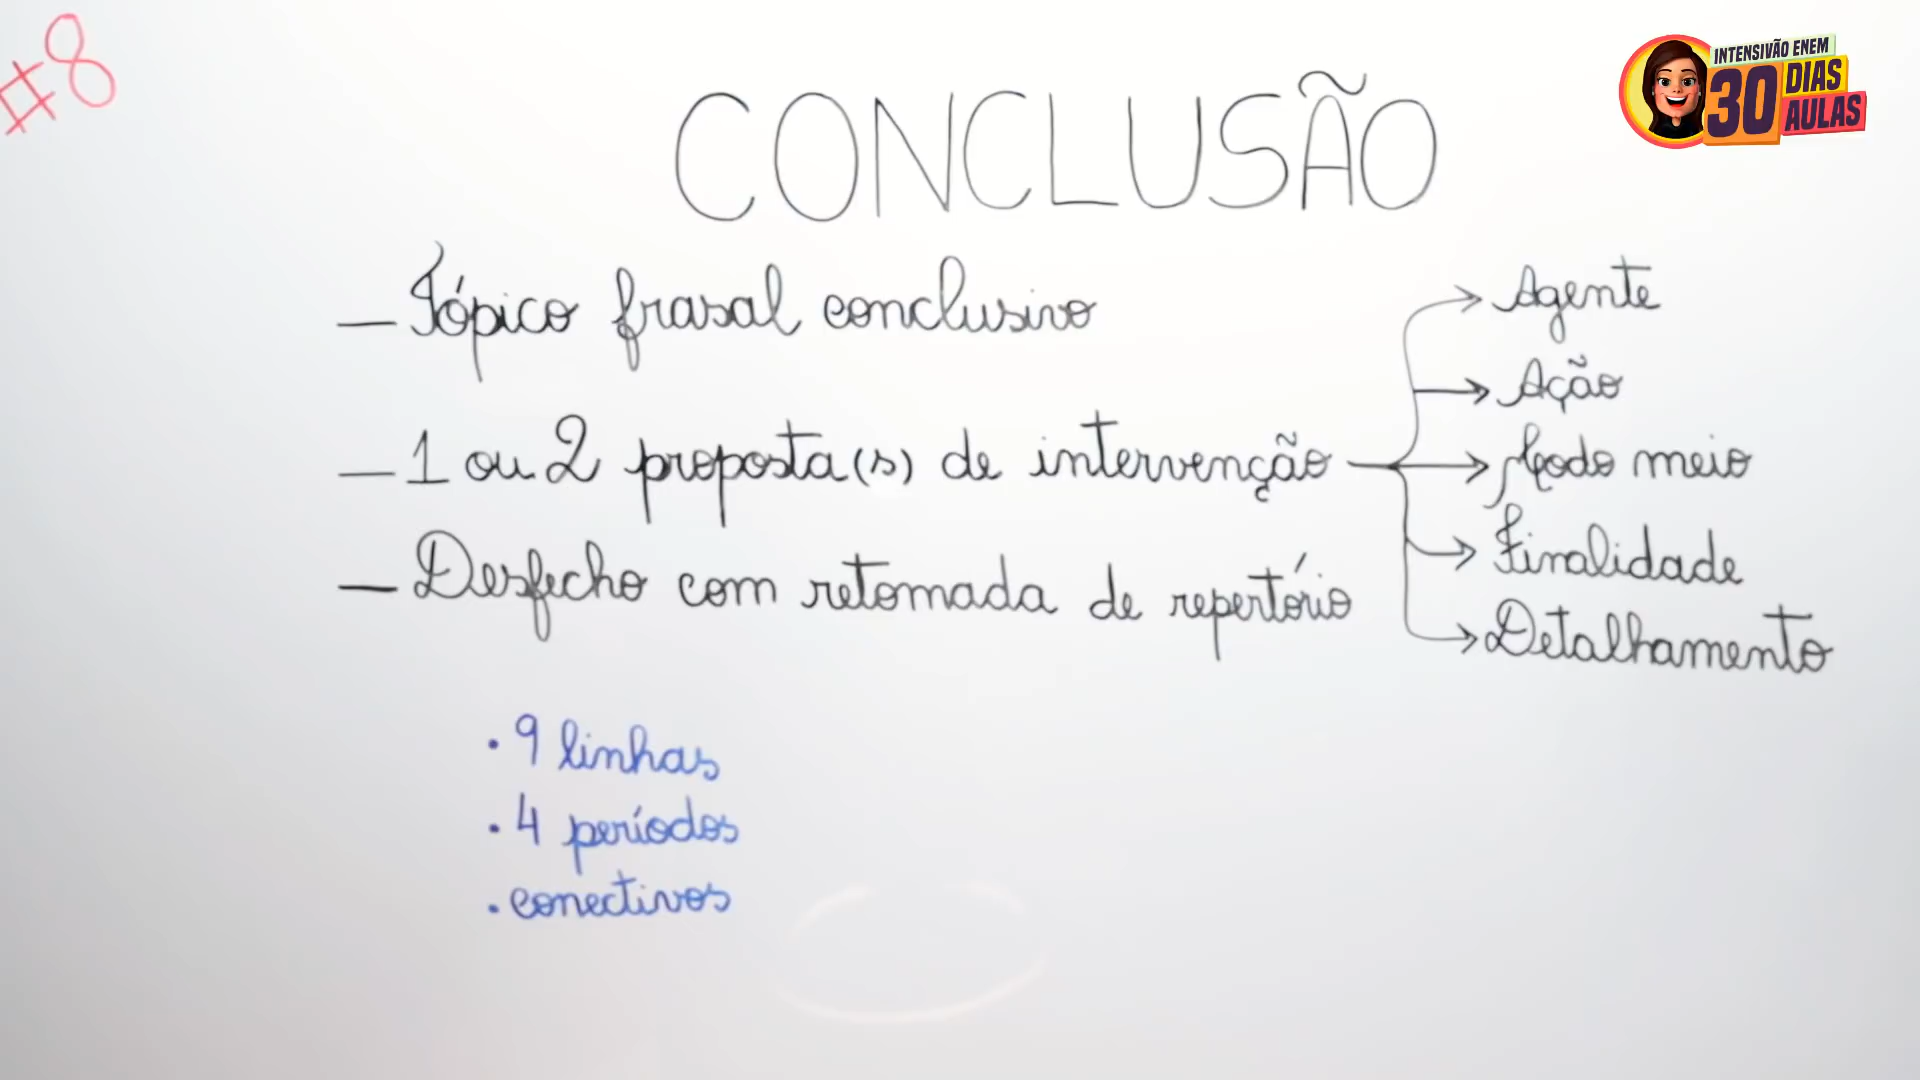 #8
INTENSIVÃO ENEM
30 DIAS
AULAS
CONCLUSÃO
— Tópico frasal conclusivo
— 1 ou 2 proposta(s) de intervenção
→ Agente
→ Ação
→ Modo meio
→ Finalidade
→ Detalhamento
— Desfecho com retomada de repertório
• 9 linhas
• 4 períodos
• conectivos